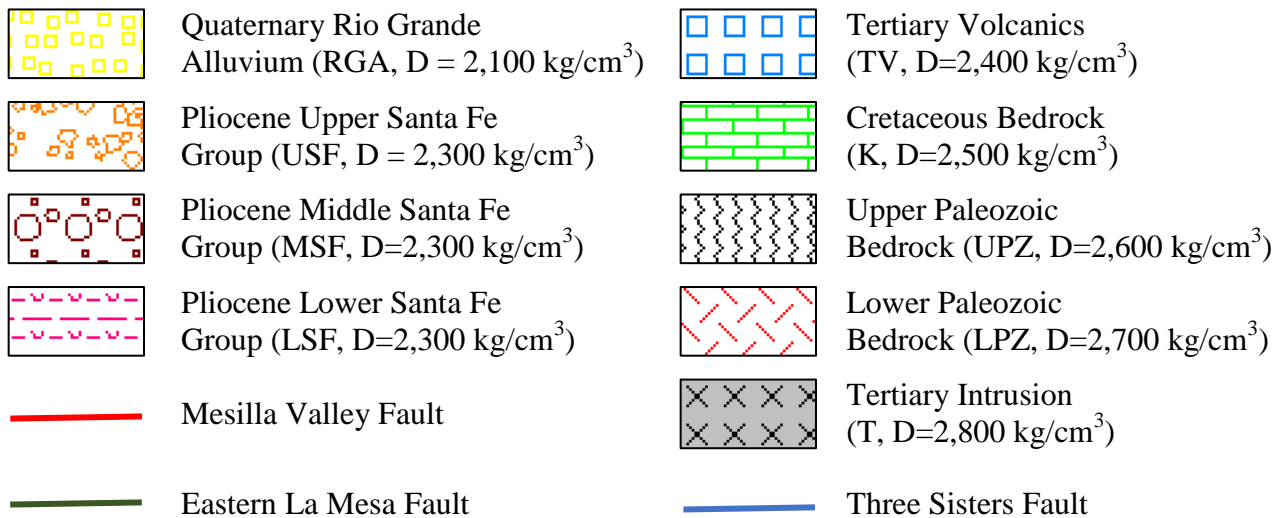 Quaternary Rio Grande
Alluvium (RGA, D = 2,100 kg/cm³)
Pliocene Upper Santa Fe
Group (USF, D = 2,300 kg/cm³)
Pliocene Middle Santa Fe
Group (MSF, D=2,300 kg/cm³)
Pliocene Lower Santa Fe
Group (LSF, D=2,300 kg/cm³)
Mesilla Valley Fault
Eastern La Mesa Fault
Tertiary Volcanics
(TV, D=2,400 kg/cm³)
Cretaceous Bedrock
(K, D=2,500 kg/cm³)
Upper Paleozoic
Bedrock (UPZ, D=2,600 kg/cm³)
Lower Paleozoic
Bedrock (LPZ, D=2,700 kg/cm³)
Tertiary Intrusion
(T, D=2,800 kg/cm³)
Three Sisters Fault